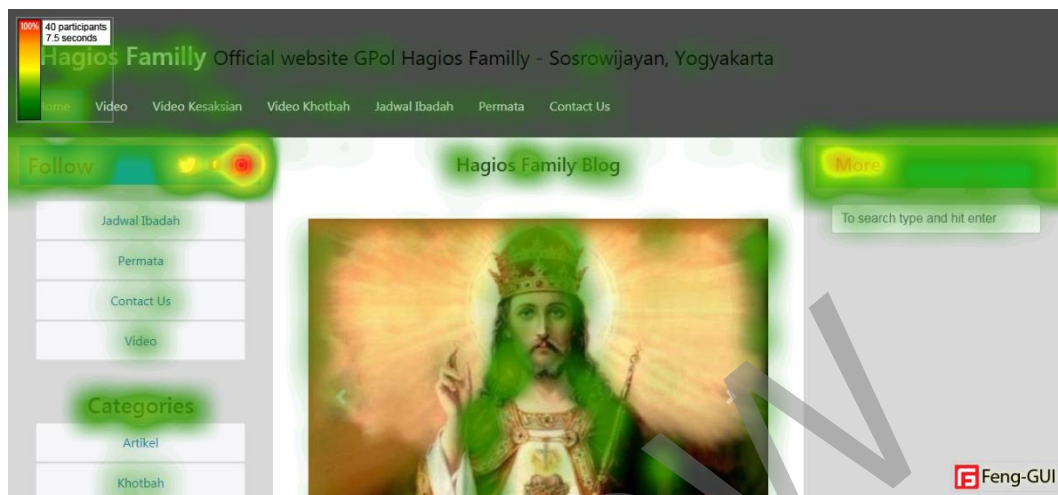 100%
40 participants
7.5 seconds
Hagios Familly Official website GPol Hagios Familly - Sosrowijayan, Yogyakarta
Home Video Video Kesaksian Video Khotbah Jadwal Ibadah Permata Contact Us
Follow
Hagios Family Blog
More
Jadwal Ibadah
To search type and hit enter
Permata
Contact Us
Video
Categories
Artikel
Khotbah
W
Feng-GUI